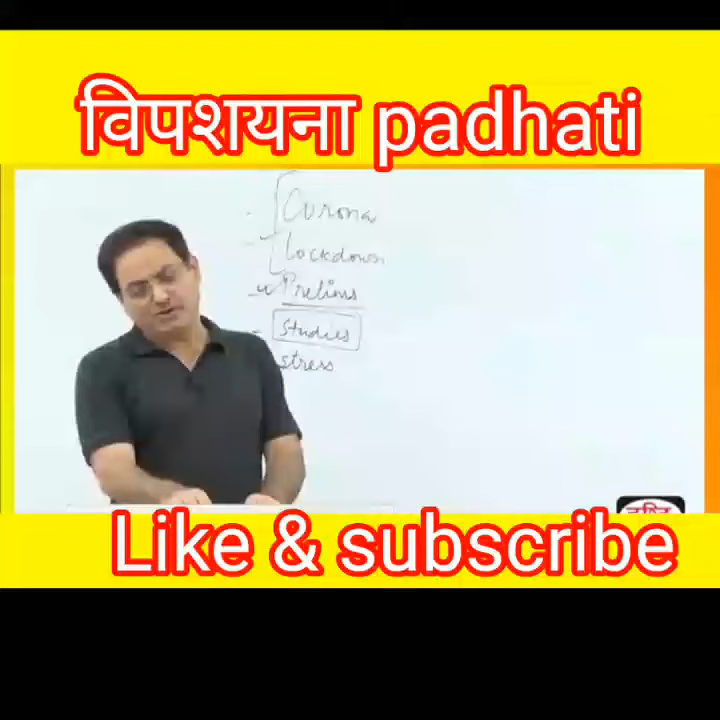 विपशयना padhati
Corona
Lockdown
Prelims
Studies
stress
Like & subscribe